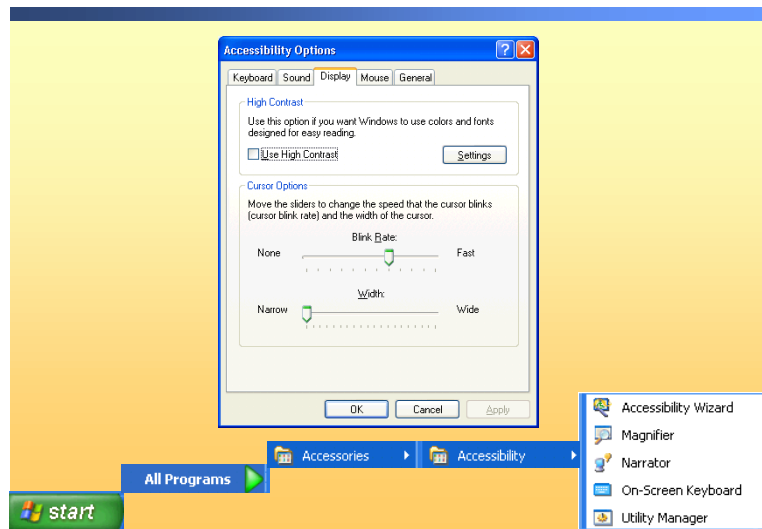 Accessibility Options
Keyboard Sound Display Mouse General
High Contrast
Use this option if you want Windows to use colors and fonts
designed for easy reading.
Use High Contrast
Settings
Cursor Options
Move the sliders to change the speed that the cursor blinks
(cursor blink rate) and the width of the cursor.
Blink Rate:
None Fast
Width:
Narrow Wide
OK Cancel Apply
Accessibility Wizard
Magnifier
Narrator
On-Screen Keyboard
Utility Manager
Accessories Accessibility
All Programs
start